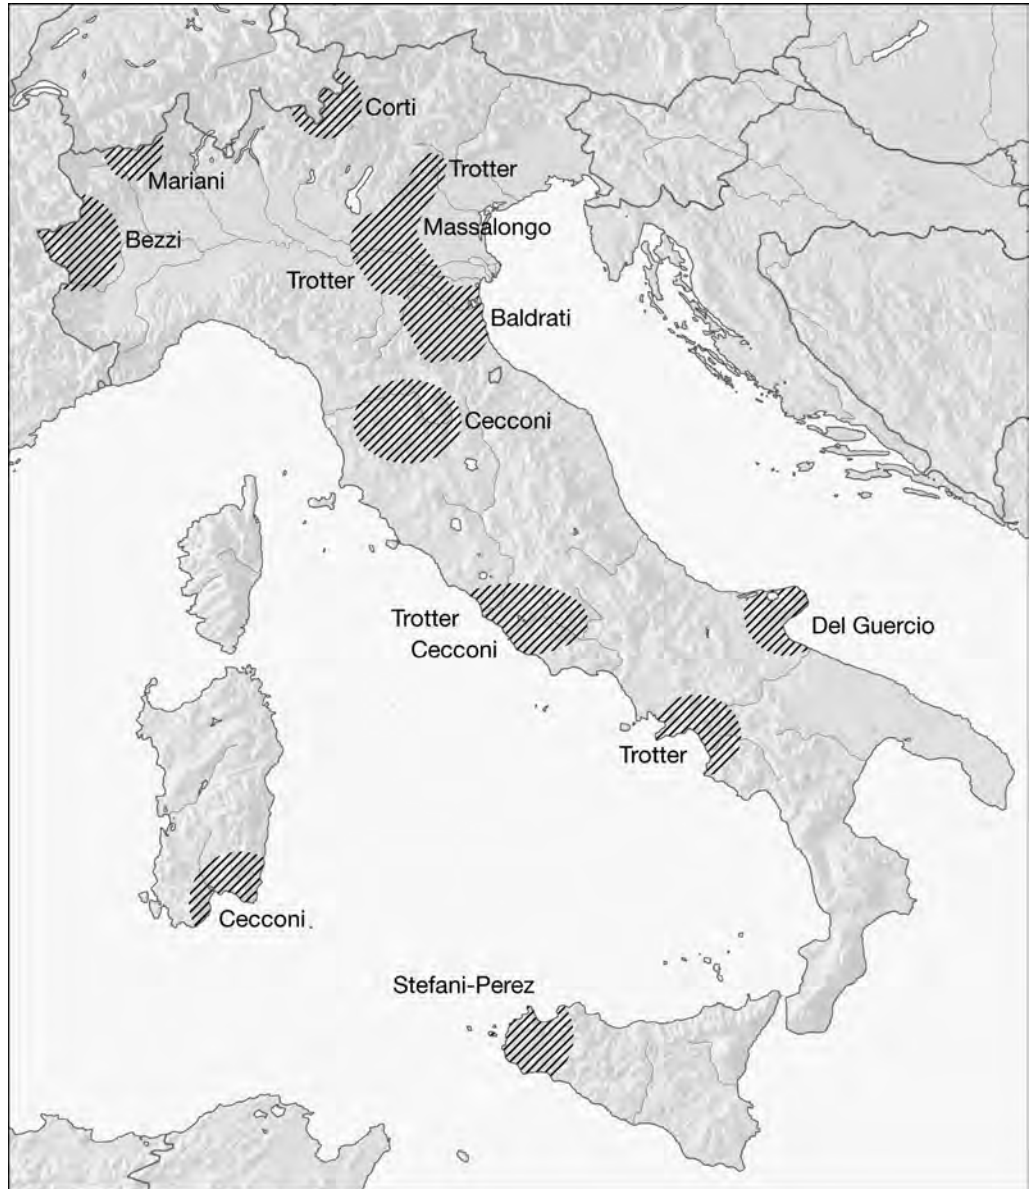 Corti
Trotter
Mariani
Massalongo
Bezzi
Trotter
Baldrati
Cecconi
Trotter
Cecconi
Del Guercio
Trotter
Cecconi
Stefani-Perez